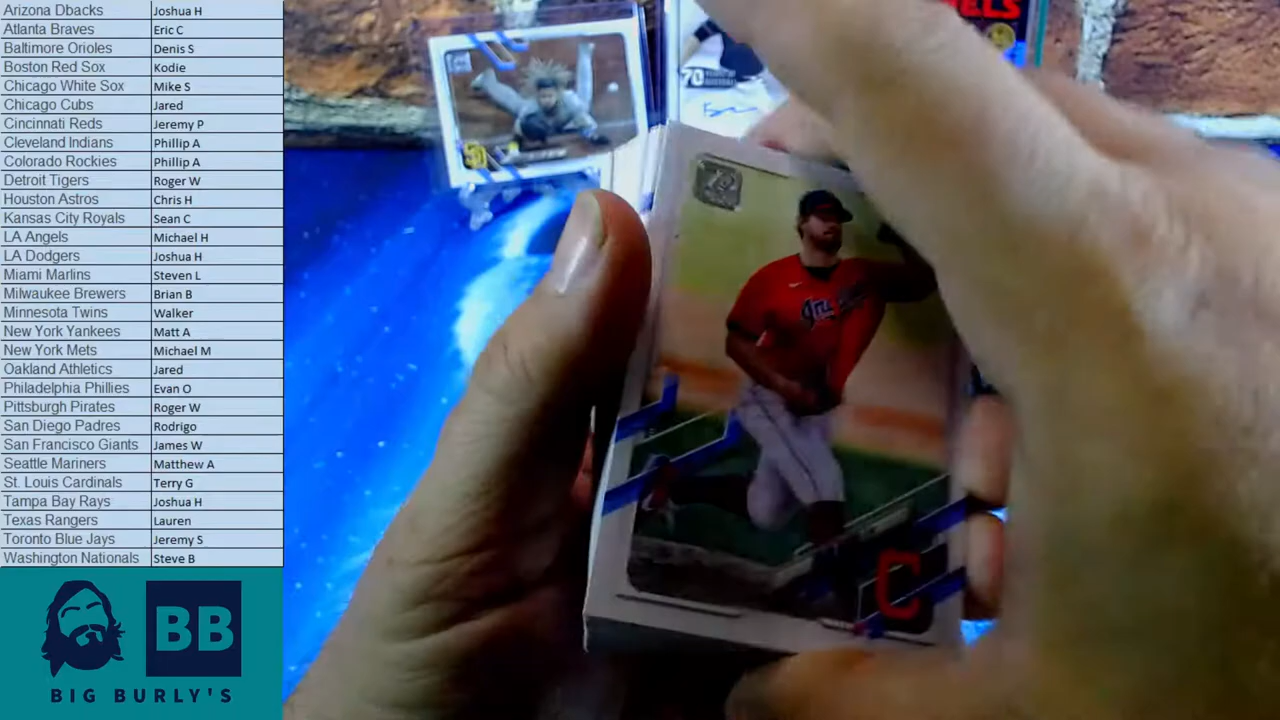 Arizona Dbacks Joshua H
Atlanta Braves Eric C
Baltimore Orioles Denis S
Boston Red Sox Kodie
Chicago White Sox Mike S
Chicago Cubs Jared
Cincinnati Reds Jeremy P
Cleveland Indians Phillip A
Colorado Rockies Phillip A
Detroit Tigers Roger W
Houston Astros Chris H
Kansas City Royals Sean C
LA Angels Michael H
LA Dodgers Joshua H
Miami Marlins Steven L
Milwaukee Brewers Brian B
Minnesota Twins Walker
New York Yankees Matt A
New York Mets Michael M
Oakland Athletics Jared
Philadelphia Phillies Evan O
Pittsburgh Pirates Roger W
San Diego Padres Rodrigo
San Francisco Giants James W
Seattle Mariners Matthew A
St. Louis Cardinals Terry G
Tampa Bay Rays Joshua H
Texas Rangers Lauren
Toronto Blue Jays Jeremy S
Washington Nationals Steve B
BB
BIG BURLY'S
70
C